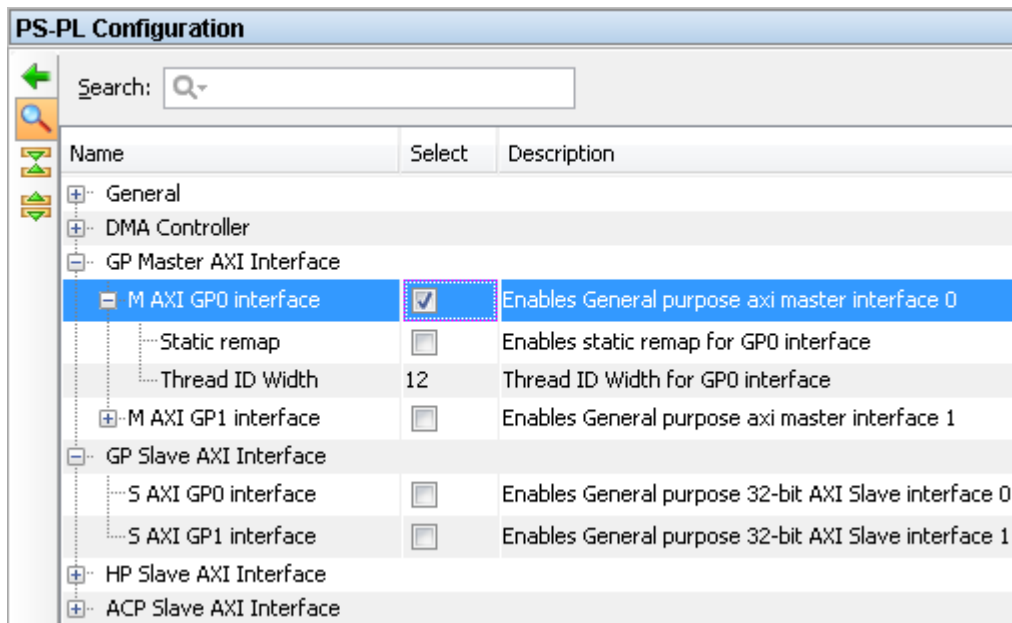 PS-PL Configuration
Search:
Name Select Description
General
DMA Controller
GP Master AXI Interface
M AXI GP0 interface Enables General purpose axi master interface 0
Static remap Enables static remap for GP0 interface
Thread ID Width 12 Thread ID Width for GP0 interface
M AXI GP1 interface Enables General purpose axi master interface 1
GP Slave AXI Interface
S AXI GP0 interface Enables General purpose 32-bit AXI Slave interface 0
S AXI GP1 interface Enables General purpose 32-bit AXI Slave interface 1
HP Slave AXI Interface
ACP Slave AXI Interface